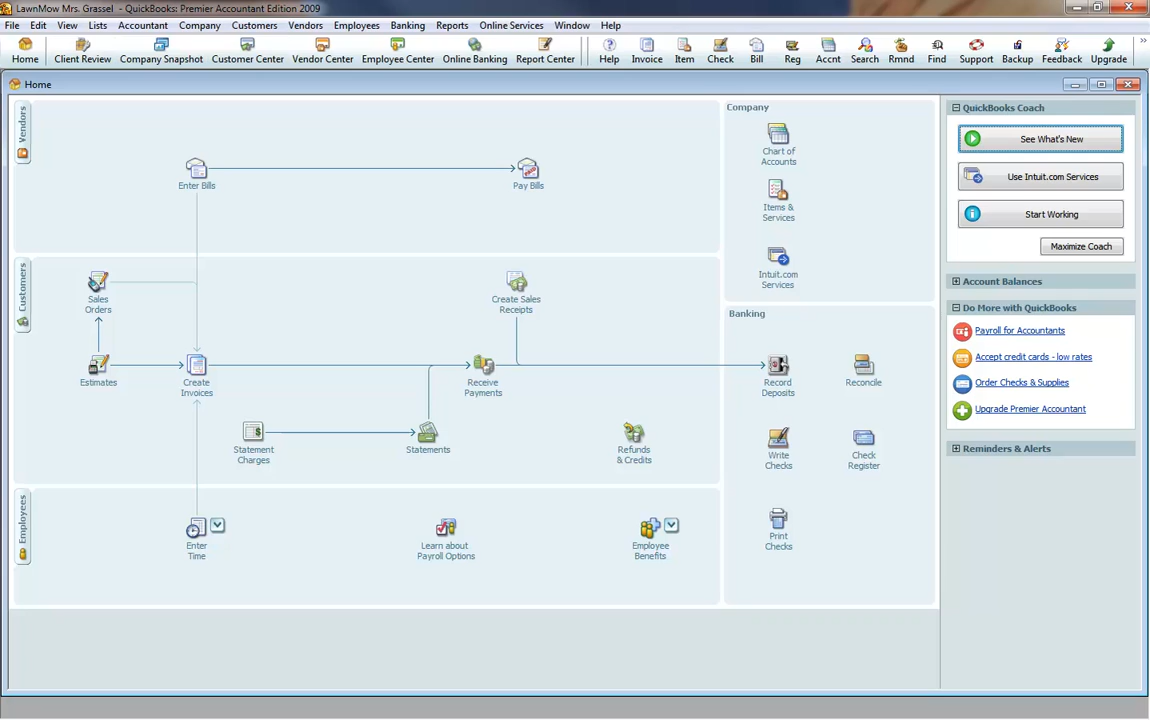 LawnMow Mrs. Grassel - QuickBooks: Premier Accountant Edition 2009
File Edit View Lists Accountant Company Customers Vendors Employees Banking Reports Online Services Window Help
Home Client Review Company Snapshot Customer Center Vendor Center Employee Center Online Banking Report Center Help Invoice Item Check Bill Reg Accnt Search Rmnd Find Support Backup Feedback Upgrade
Home
Vendors
Enter Bills
Pay Bills
Customers
Sales
Orders
Create Sales
Receipts
Estimates
Create
Invoices
Receive
Payments
Statement
Charges
Statements
Refunds
& Credits
Employees
Enter
Time
Learn about
Payroll Options
Employee
Benefits
Company
Chart of
Accounts
Items &
Services
Intuit.com
Services
Banking
Record
Deposits
Reconcile
Write
Checks
Check
Register
Print
Checks
QuickBooks Coach
See What's New
Use Intuit.com Services
Start Working
Maximize Coach
Account Balances
Do More with QuickBooks
Payroll for Accountants
Accept credit cards - low rates
Order Checks & Supplies
Upgrade Premier Accountant
Reminders & Alerts